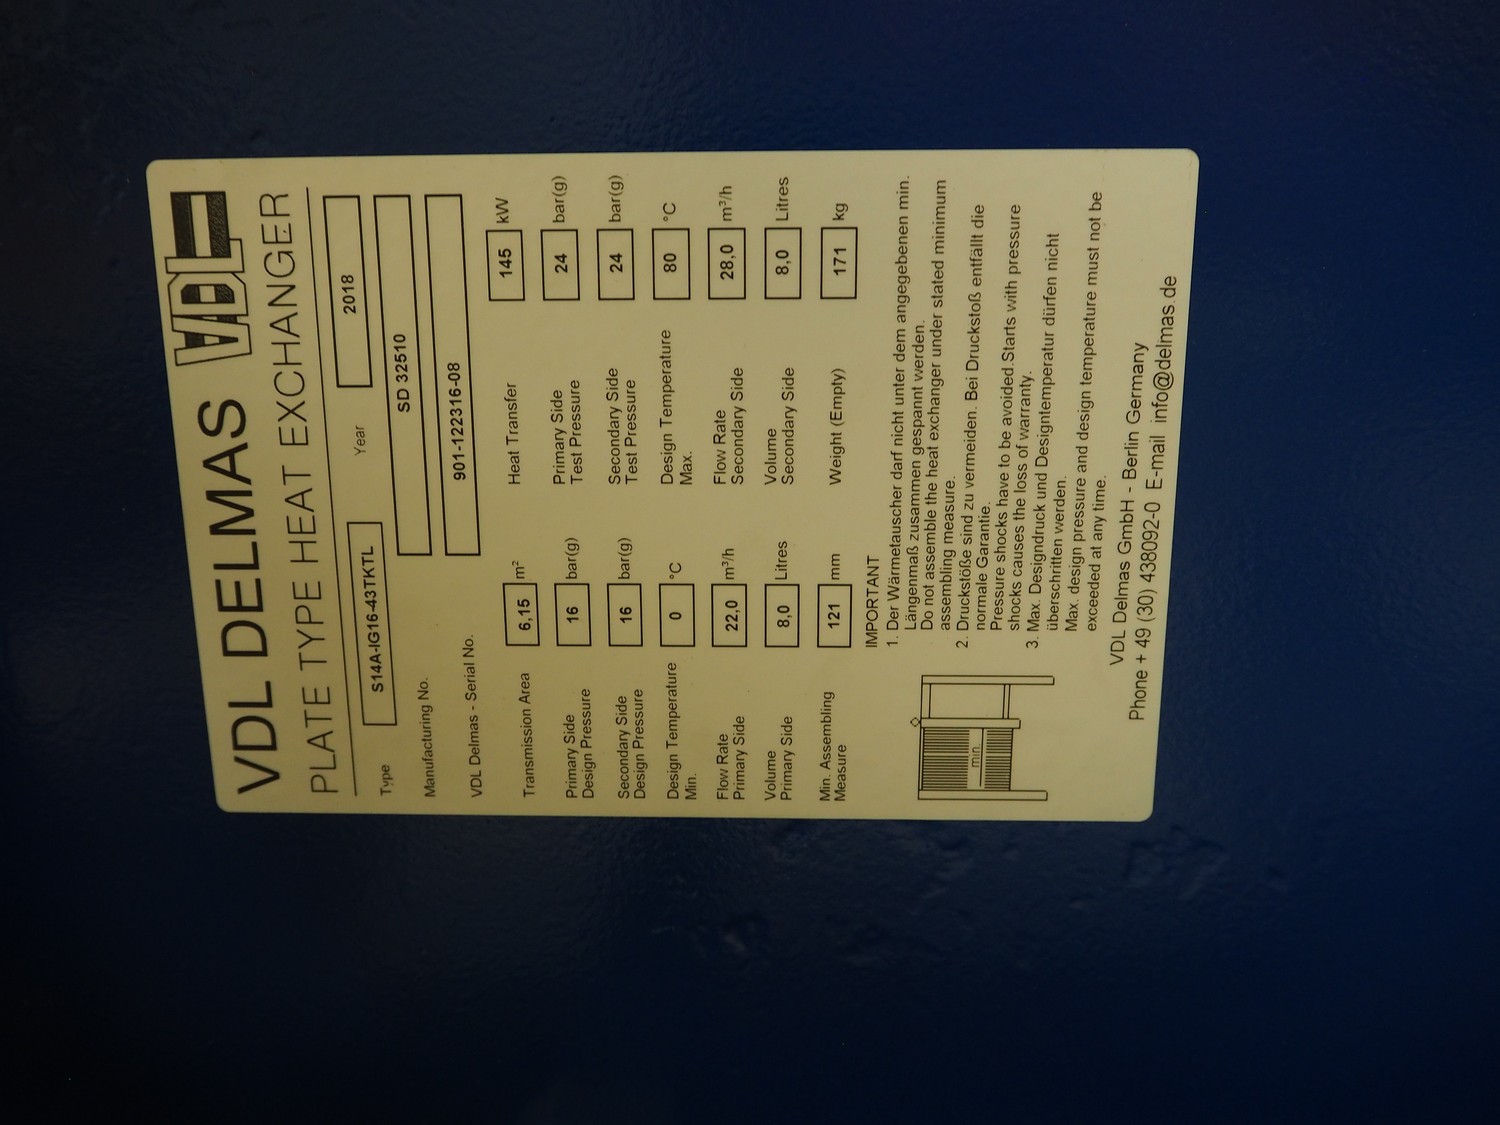 VDL DELMAS VDL
PLATE TYPE HEAT EXCHANGER
Type S14A-IG16-43TKTL Year 2018
Manufacturing No. SD 32510
VDL Delmas - Serial No. 901-122316-08
Transmission Area 6,15 m² Heat Transfer 145 kW
Primary Side
Design Pressure 16 bar(g) Primary Side
Test Pressure 24 bar(g)
Secondary Side
Design Pressure 16 bar(g) Secondary Side
Test Pressure 24 bar(g)
Design Temperature
Min. 0 °C Design Temperature
Max. 80 °C
Flow Rate
Primary Side 22,0 m³/h Flow Rate
Secondary Side 28,0 m³/h
Volume
Primary Side 8,0 Litres Volume
Secondary Side 8,0 Litres
Min. Assembling
Measure 121 mm Weight (Empty) 171 kg
min.
IMPORTANT
1. Der Wärmetauscher darf nicht unter dem angegebenen min.
Längenmaß zusammen gespannt werden.
Do not assemble the heat exchanger under stated minimum
assembling measure.
2. Druckstöße sind zu vermeiden. Bei Druckstoß entfällt die
normale Garantie.
Pressure shocks have to be avoided.Starts with pressure
shocks causes the loss of warranty.
3. Max. Designdruck und Designtemperatur dürfen nicht
überschritten werden.
Max. design pressure and design temperature must not be
exceeded at any time.
VDL Delmas GmbH - Berlin Germany
Phone + 49 (30) 438092-0 E-mail info@delmas.de